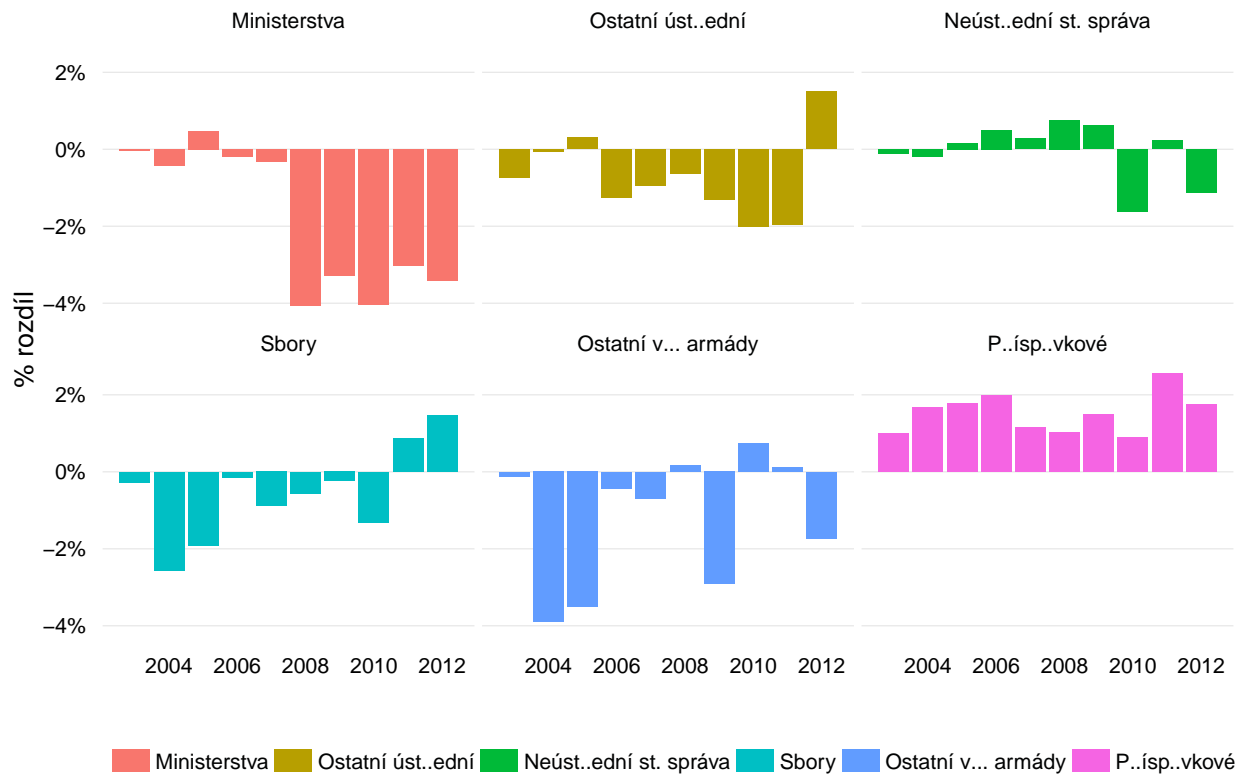 Ministerstva Ostatní úst..ední Neúst..ední st. správa
2%
0%
−2%
−4%
% rozdíl
Sbory Ostatní v... armády P..ísp..vkové
2%
0%
−2%
−4%
2004 2006 2008 2010 2012 2004 2006 2008 2010 2012 2004 2006 2008 2010 2012
Ministerstva Ostatní úst..ední Neúst..ední st. správa Sbory Ostatní v... armády P..ísp..vkové